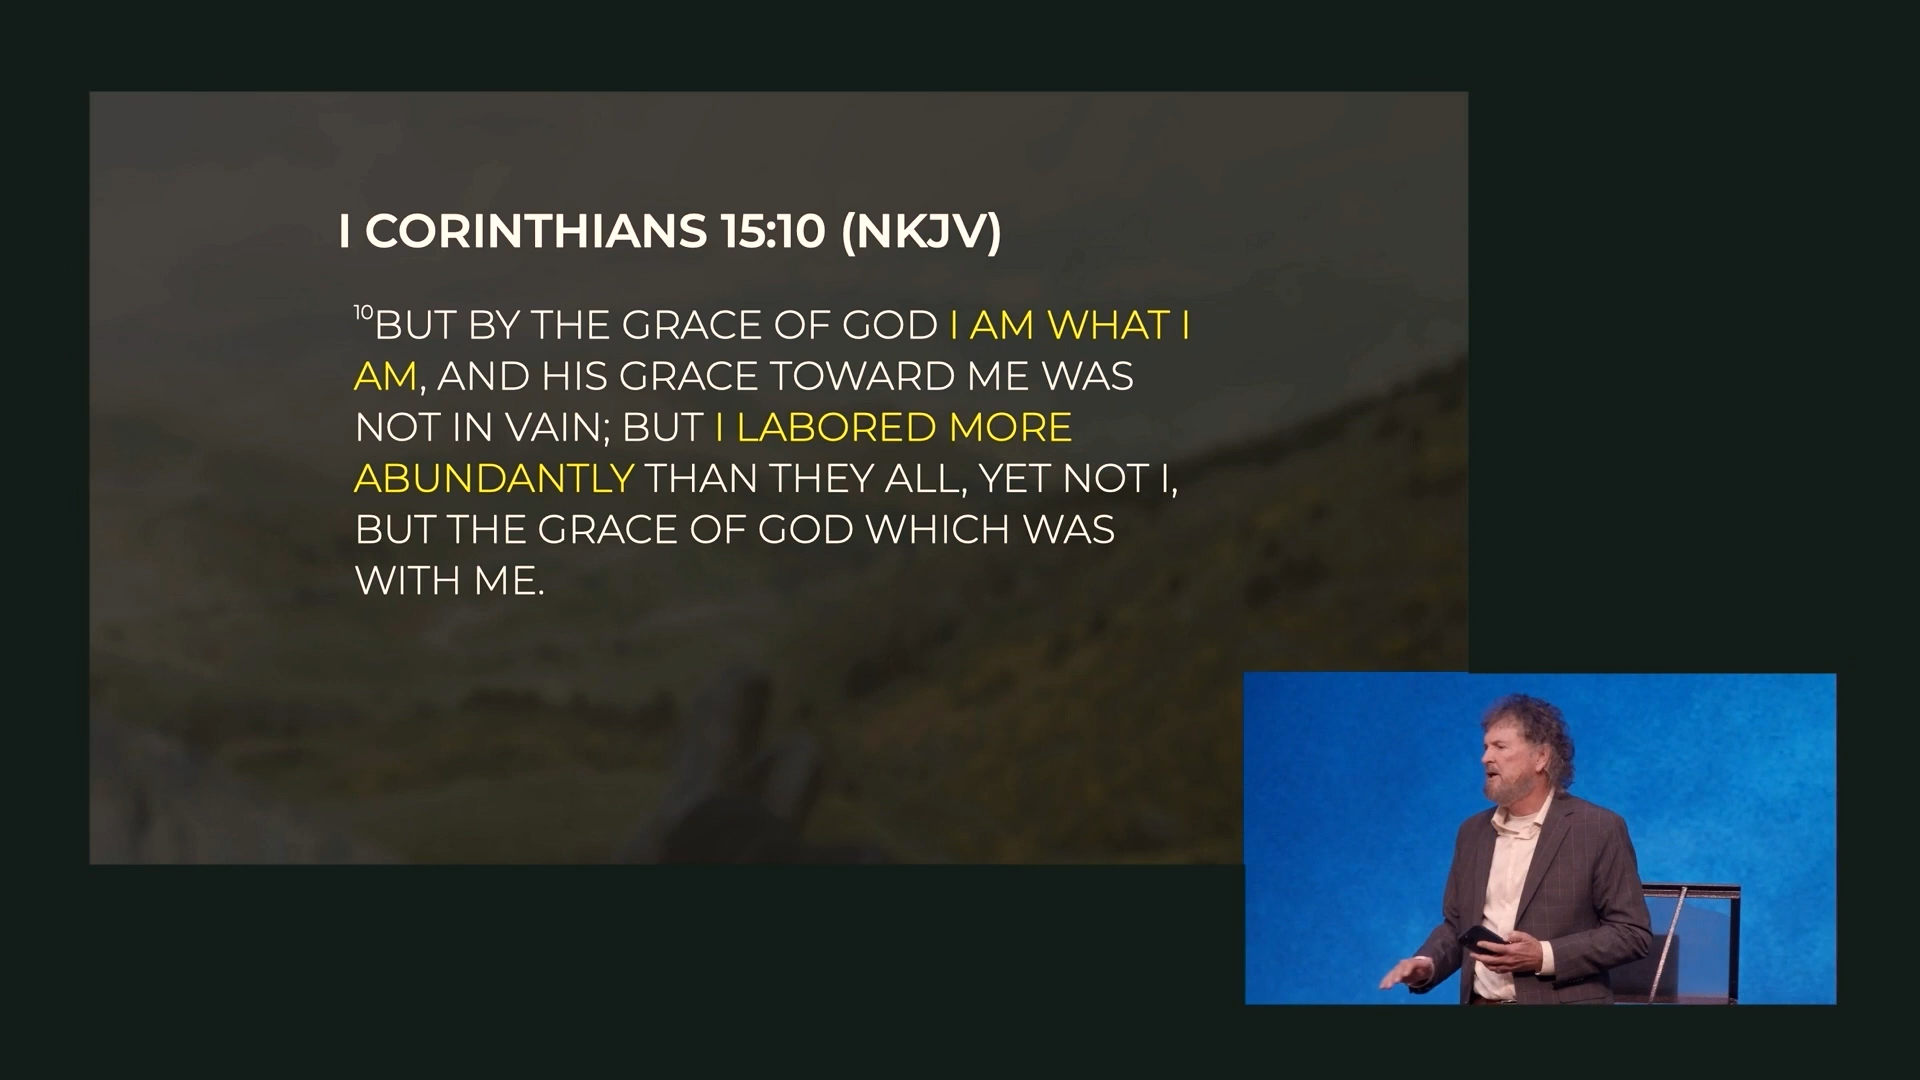 I CORINTHIANS 15:10 (NKJV)
10BUT BY THE GRACE OF GOD I AM WHAT I
AM, AND HIS GRACE TOWARD ME WAS
NOT IN VAIN; BUT I LABORED MORE
ABUNDANTLY THAN THEY ALL, YET NOT I,
BUT THE GRACE OF GOD WHICH WAS
WITH ME.